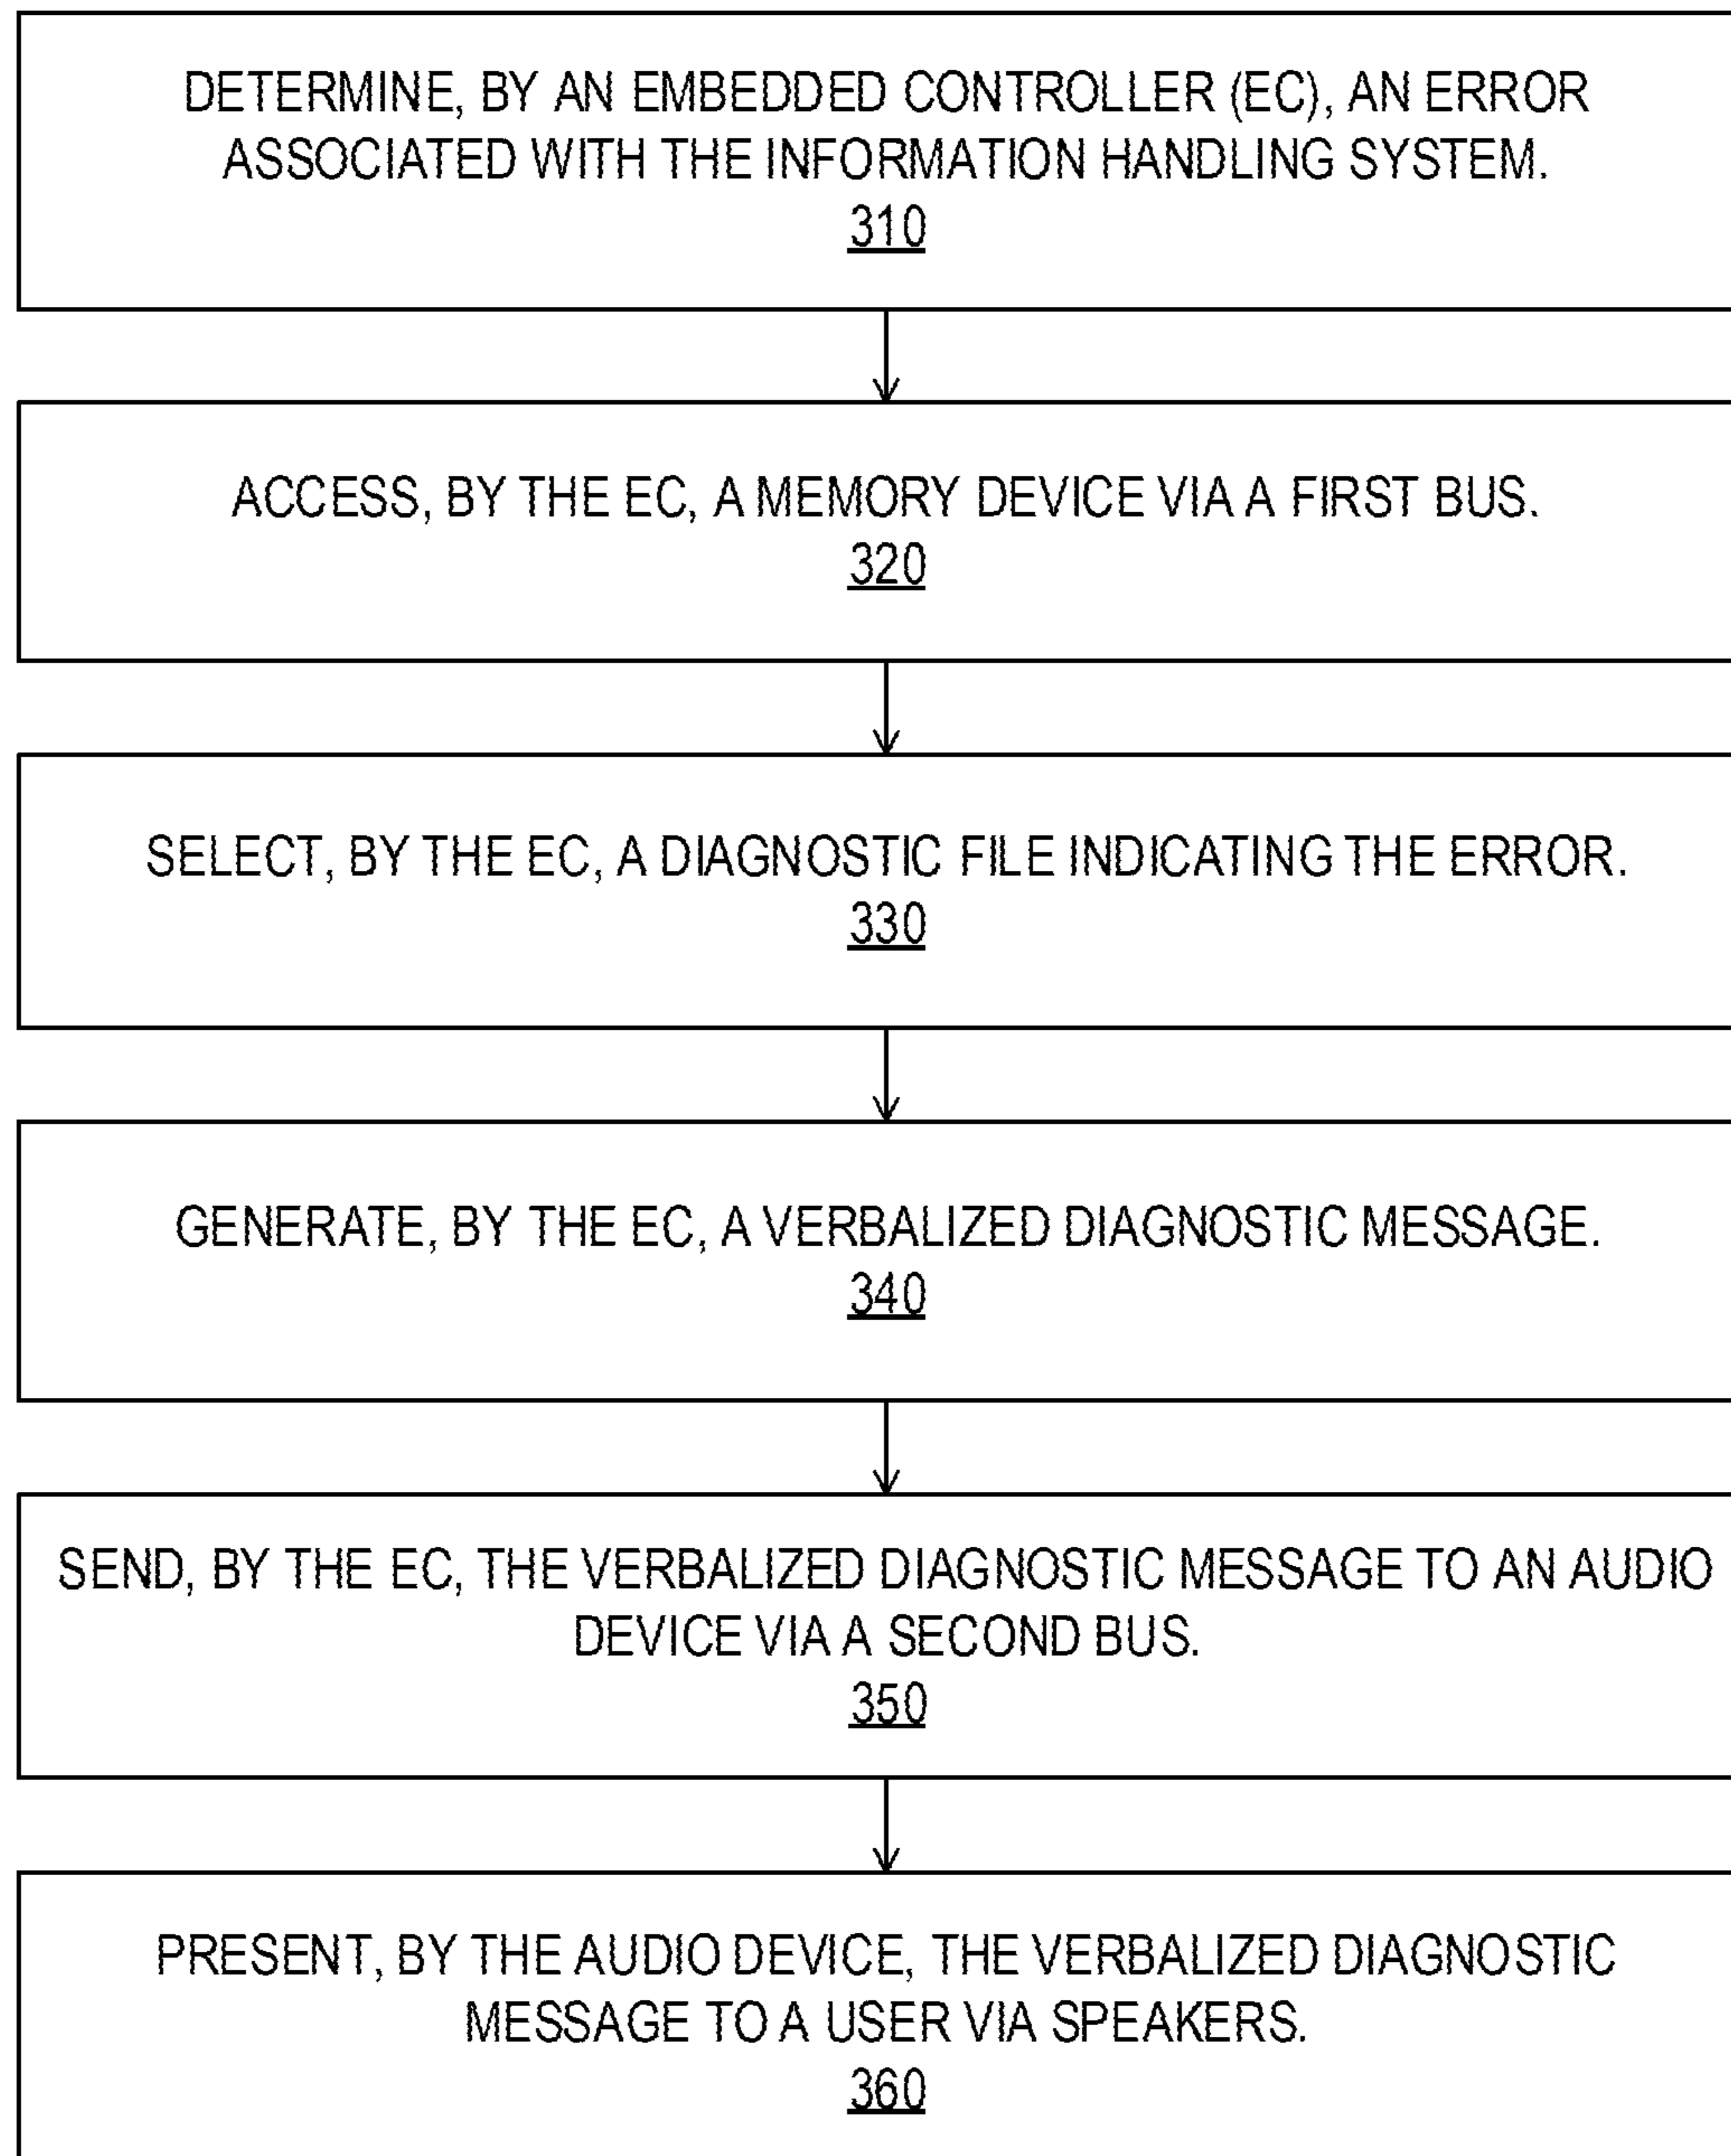 DETERMINE, BY AN EMBEDDED CONTROLLER (EC), AN ERROR
ASSOCIATED WITH THE INFORMATION HANDLING SYSTEM.
310
ACCESS, BY THE EC, A MEMORY DEVICE VIA A FIRST BUS.
320
SELECT, BY THE EC, A DIAGNOSTIC FILE INDICATING THE ERROR.
330
GENERATE, BY THE EC, A VERBALIZED DIAGNOSTIC MESSAGE.
340
SEND, BY THE EC, THE VERBALIZED DIAGNOSTIC MESSAGE TO AN AUDIO
DEVICE VIA A SECOND BUS.
350
PRESENT, BY THE AUDIO DEVICE, THE VERBALIZED DIAGNOSTIC
MESSAGE TO A USER VIA SPEAKERS.
360